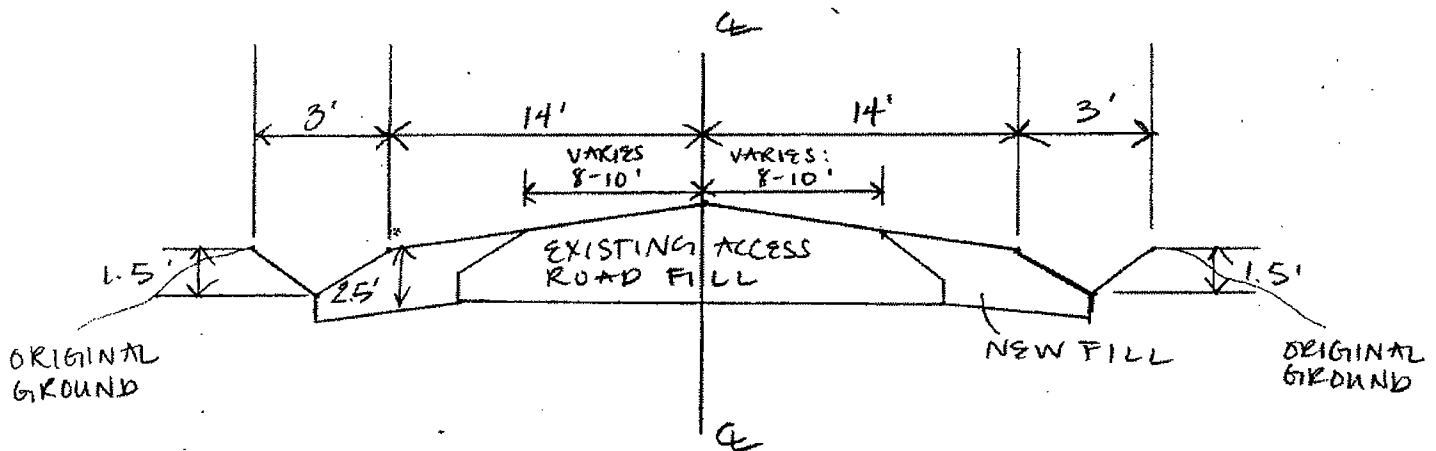 ℄
3' 14' 14' 3'
VARIES
8-10'
VARIES:
8-10'
1.5'
2.5'
EXISTING ACCESS
ROAD FILL
1.5'
NEW FILL
ORIGINAL
GROUND
ORIGINAL
GROUND
℄